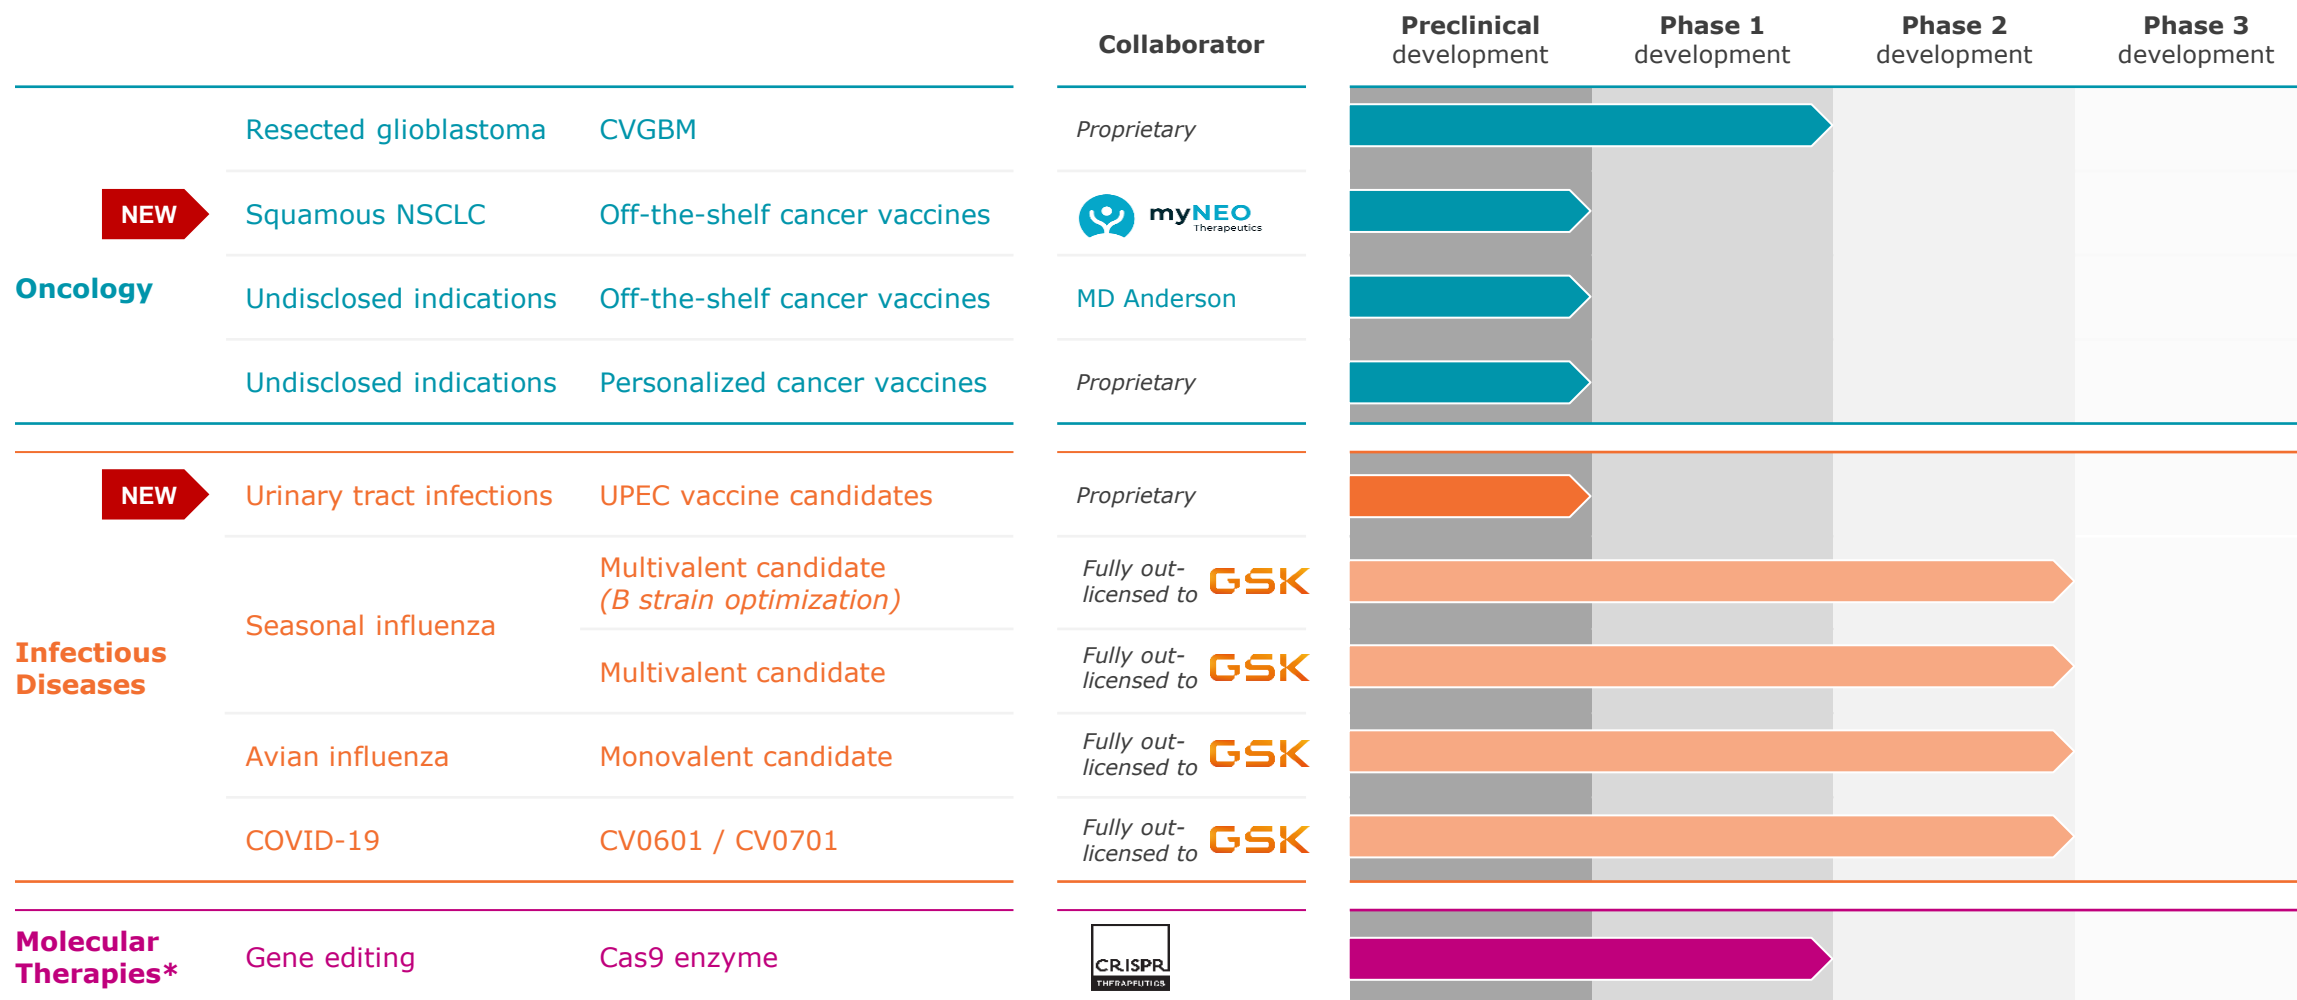 Collaborator
Preclinical
development
Phase 1
development
Phase 2
development
Phase 3
development
Oncology
Resected glioblastoma
CVGBM
Proprietary
NEW
Squamous NSCLC
Off-the-shelf cancer vaccines
myNEO
Therapeutics
Undisclosed indications
Off-the-shelf cancer vaccines
MD Anderson
Undisclosed indications
Personalized cancer vaccines
Proprietary
Infectious
Diseases
NEW
Urinary tract infections
UPEC vaccine candidates
Proprietary
Seasonal influenza
Multivalent candidate
(B strain optimization)
Fully out-
licensed to GSK
Multivalent candidate
Fully out-
licensed to GSK
Avian influenza
Monovalent candidate
Fully out-
licensed to GSK
COVID-19
CV0601 / CV0701
Fully out-
licensed to GSK
Molecular
Therapies*
Gene editing
Cas9 enzyme
CRISPR
THERAPEUTICS